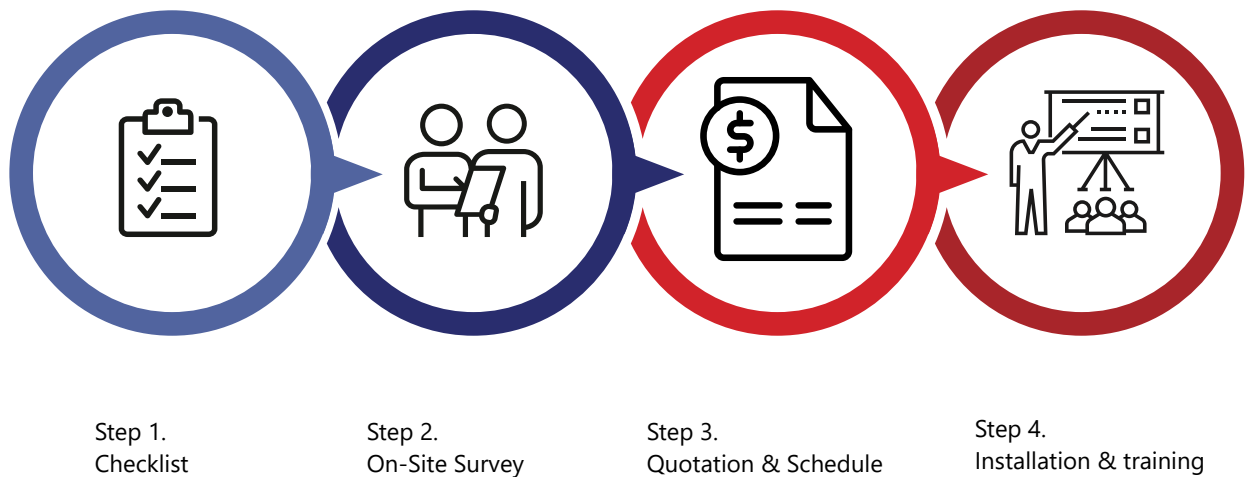 $
Step 1.
Checklist
Step 2.
On-Site Survey
Step 3.
Quotation & Schedule
Step 4.
Installation & training